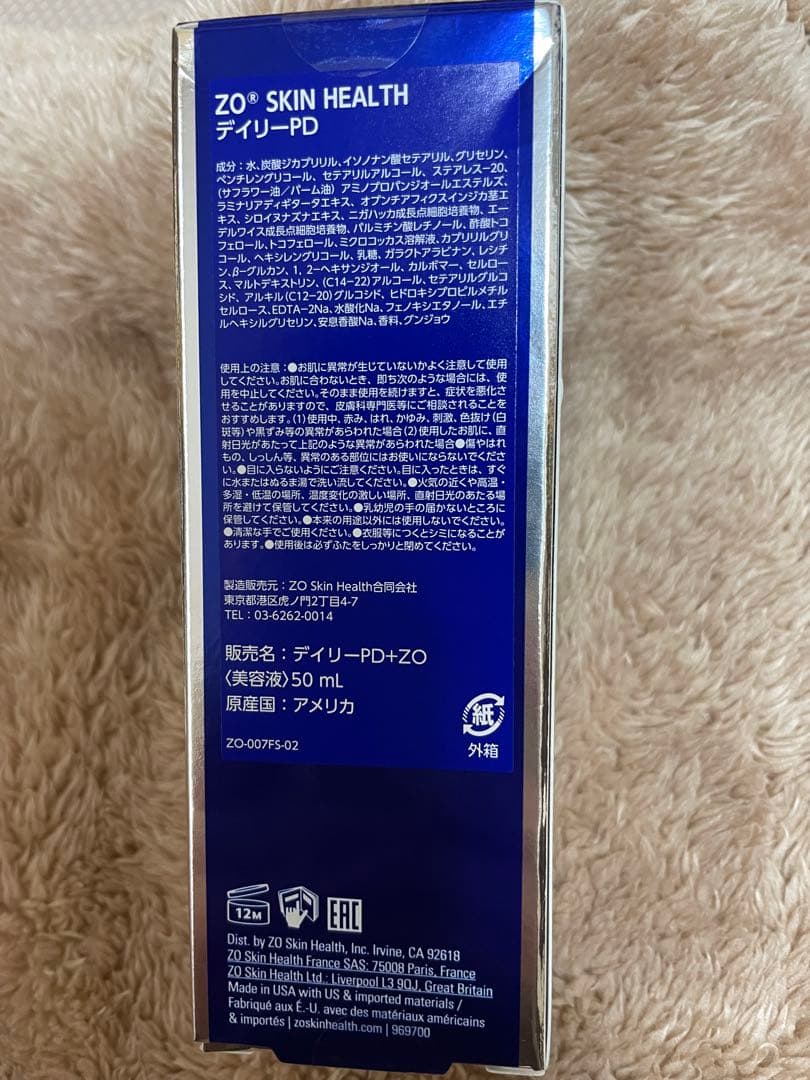 ZO® SKIN HEALTH
デイリーPD
成分：水、炭酸ジカプリリル、イソノナン酸セテアリル、グリセリン、
ペンチレングリコール、セテアリルアルコール、ステアレス-20、
(サフラワー油／パーム油) アミノプロパンジオールエステルズ、
ラミナリアディギタータエキス、オプンチアフィクスインジカ茎エ
キス、シロイヌナズナエキス、ニガハッカ成長点細胞培養物、エー
デルワイス成長点細胞培養物、パルミチン酸レチノール、酢酸トコ
フェロール、トコフェロール、ミクロコッカス溶解液、カプリリルグリ
コール、ヘキシレングリコール、乳糖、ガラクトアラビナン、レシチ
ン、β-グルカン、1，2-ヘキサンジオール、カルボマー、セルロー
ス、マルトデキストリン、(C14-22)アルコール、セテアリルグルコ
シド、アルキル(C12-20)グルコシド、ヒドロキシプロピルメチル
セルロース、EDTA-2Na、水酸化Na、フェノキシエタノール、エチ
ルヘキシルグリセリン、安息香酸Na、香料、グンジョウ
使用上の注意：●お肌に異常が生じていないかよく注意して使用
してください。お肌に合わないとき、即ち次のような場合には、使
用を中止してください。そのまま使用を続けますと、症状を悪化さ
せることがありますので、皮膚科専門医等にご相談されることを
おすすめします。(1)使用中、赤み、はれ、かゆみ、刺激、色抜け(白
斑等)や黒ずみ等の異常があらわれた場合(2)使用したお肌に、直
射日光があたって上記のような異常があらわれた場合●傷やはれ
もの、しっしん等、異常のある部位にはお使いにならないでくださ
い。●目に入らないようにご注意ください。目に入ったときは、すぐ
に水またはぬるま湯で洗い流してください。●火気の近くや高温・
多湿・低温の場所、温度変化の激しい場所、直射日光のあたる場
所を避けて保管してください。●乳幼児の手の届かないところに
保管してください。●本来の用途以外には使用しないでください。
●清潔な手でご使用ください。●衣服等につくとシミになることが
あります。●使用後は必ずふたをしっかりと閉めてください。
製造販売元：ZO Skin Health合同会社
東京都港区虎ノ門2丁目4-7
TEL：03-6262-0014
販売名：デイリーPD+ZO
〈美容液〉50 mL
原産国：アメリカ
ZO-007FS-02
紙
外箱
12M
EAC
Dist. by ZO Skin Health, Inc. Irvine, CA 92618
ZO Skin Health France SAS: 75008 Paris, France
ZO Skin Health Ltd.: Liverpool L3 9QJ, Great Britain
Made in USA with US & imported materials /
Fabriqué aux É.-U. avec des matériaux américains
& importés | zoskinhealth.com | 969700